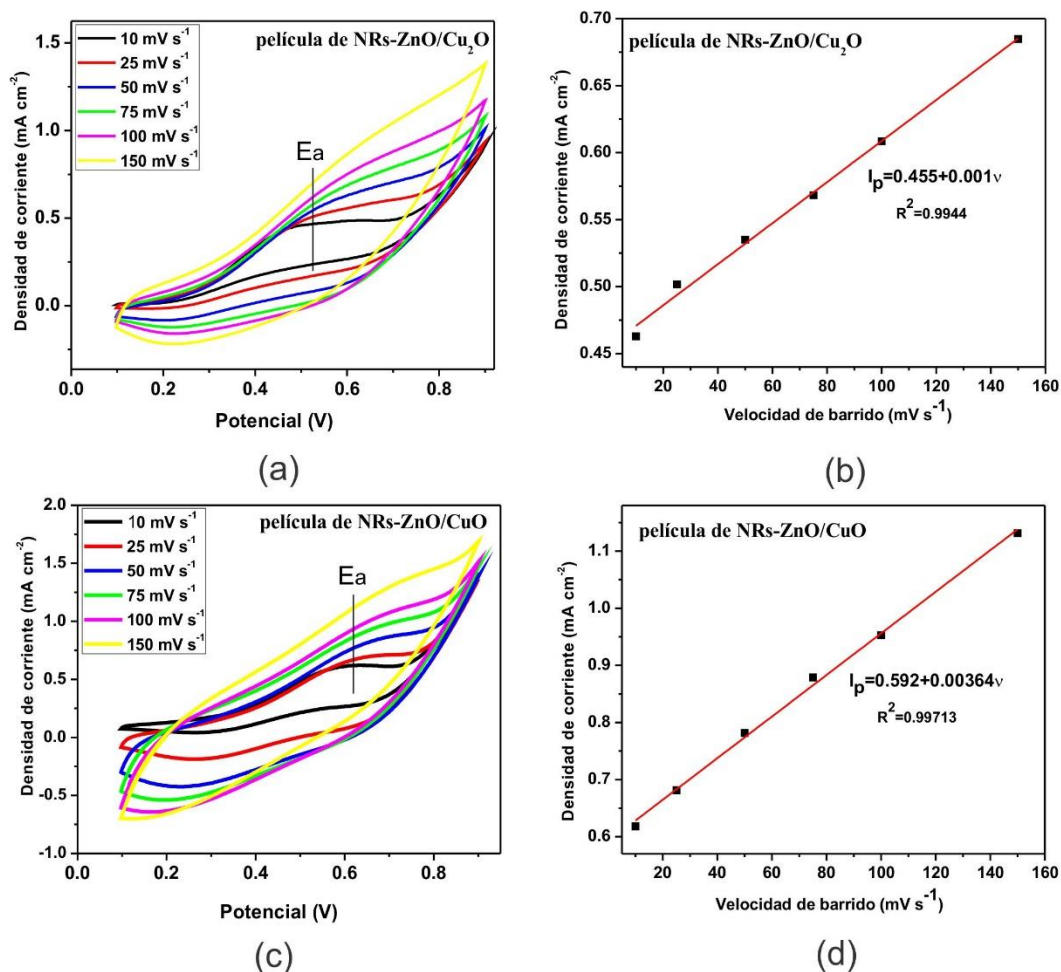 película de NRs-ZnO/Cu₂O
10 mV s⁻¹
25 mV s⁻¹
50 mV s⁻¹
75 mV s⁻¹
100 mV s⁻¹
150 mV s⁻¹
Ea
Densidad de corriente (mA cm⁻²)
1.5
1.0
0.5
0.0
0.0 0.2 0.4 0.6 0.8
Potencial (V)
(a)
película de NRs-ZnO/Cu₂O
Densidad de corriente (mA cm⁻²)
0.70
0.65
0.60
0.55
0.50
0.45
Iₚ=0.455+0.001ν
R²=0.9944
20 40 60 80 100 120 140 160
Velocidad de barrido (mV s⁻¹)
(b)
película de NRs-ZnO/CuO
10 mV s⁻¹
25 mV s⁻¹
50 mV s⁻¹
75 mV s⁻¹
100 mV s⁻¹
150 mV s⁻¹
Ea
Densidad de corriente (mA cm⁻²)
2.0
1.5
1.0
0.5
0.0
-0.5
-1.0
0.0 0.2 0.4 0.6 0.8
Potencial (V)
(c)
película de NRs-ZnO/CuO
Densidad de corriente (mA cm⁻²)
1.1
1.0
0.9
0.8
0.7
0.6
Iₚ=0.592+0.00364ν
R²=0.99713
20 40 60 80 100 120 140 160
Velocidad de barrido (mV s⁻¹)
(d)